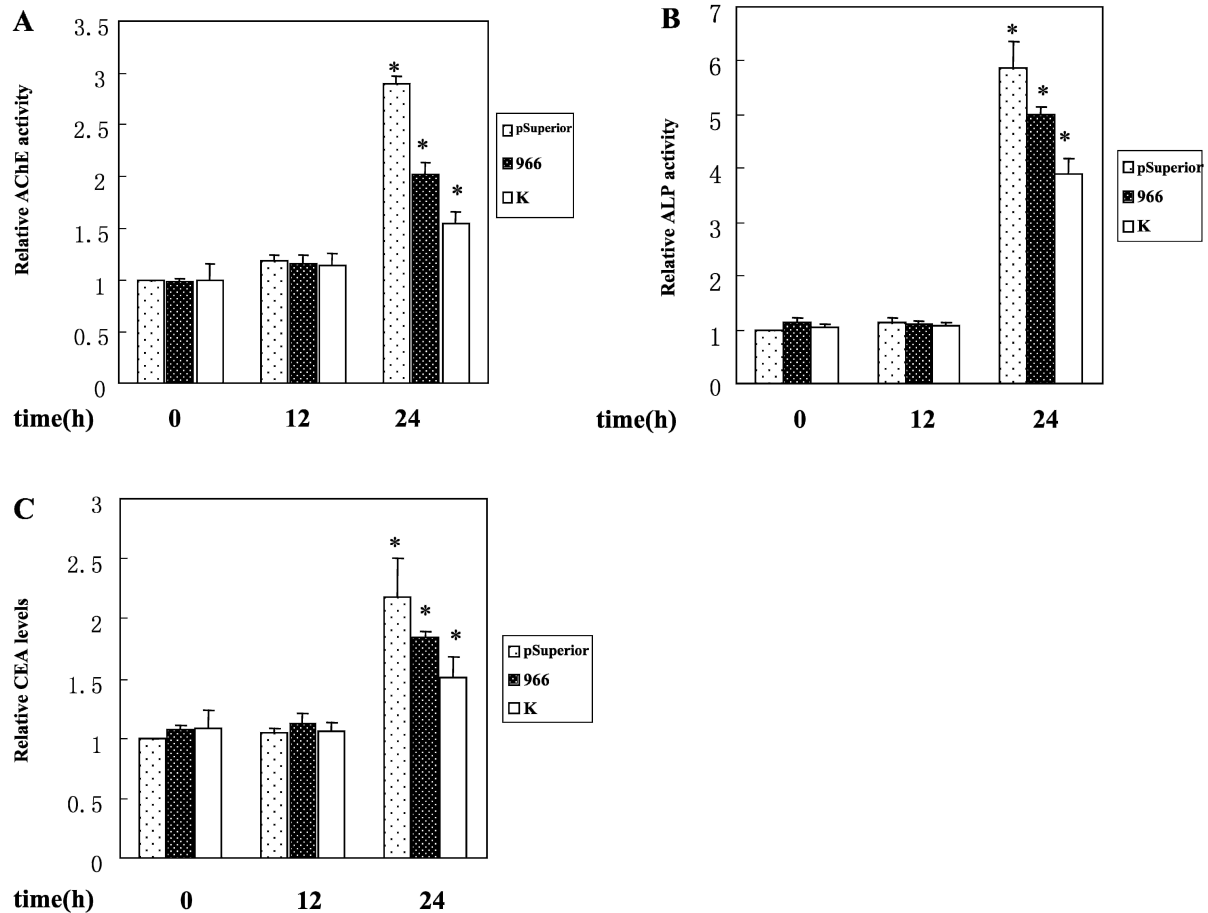 A
Relative AChE activity
3.5
3
2.5
2
1.5
1
0.5
0
*
*
*
pSuperior
966
K
time(h) 0 12 24
B
Relative ALP activity
7
6
5
4
3
2
1
0
*
*
*
pSuperior
966
K
time(h) 0 12 24
C
Relative CEA levels
3
2.5
2
1.5
1
0.5
0
*
*
*
pSuperior
966
K
time(h) 0 12 24